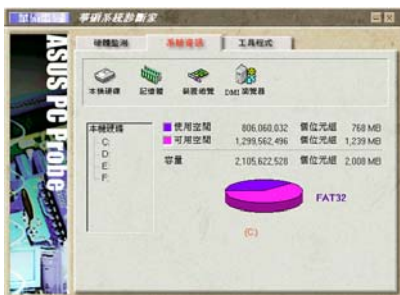 華碩系統診斷家
ASUS PC Probe
硬體監測 系統資訊 工具程式
本機硬碟 記憶體 裝置總覽 DMI 瀏覽器
本機硬碟
C:
D:
E:
F:
使用空間 806,060,032 個位元組 768 MB
可用空間 1,299,562,496 個位元組 1,239 MB
容量 2,105,622,528 個位元組 2,008 MB
FAT32
(C:)